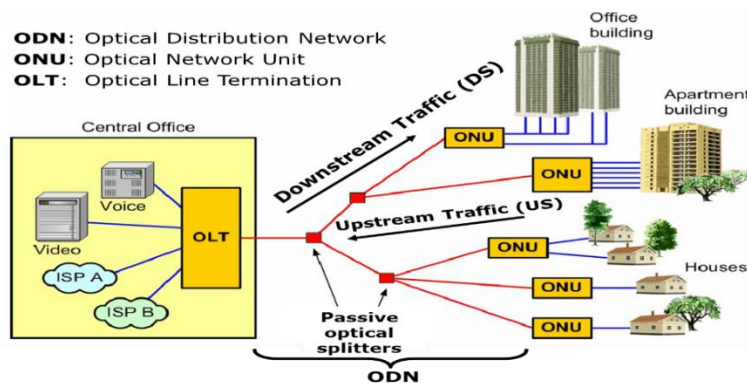 ODN: Optical Distribution Network
ONU: Optical Network Unit
OLT: Optical Line Termination
Office
building
Central Office
Downstream Traffic (DS)
Apartment
building
ONU
Voice
ONU
Video
OLT
Upstream Traffic (US)
ONU
Houses
ISP A
ONU
ISP B
Passive
optical
splitters
ONU
ODN